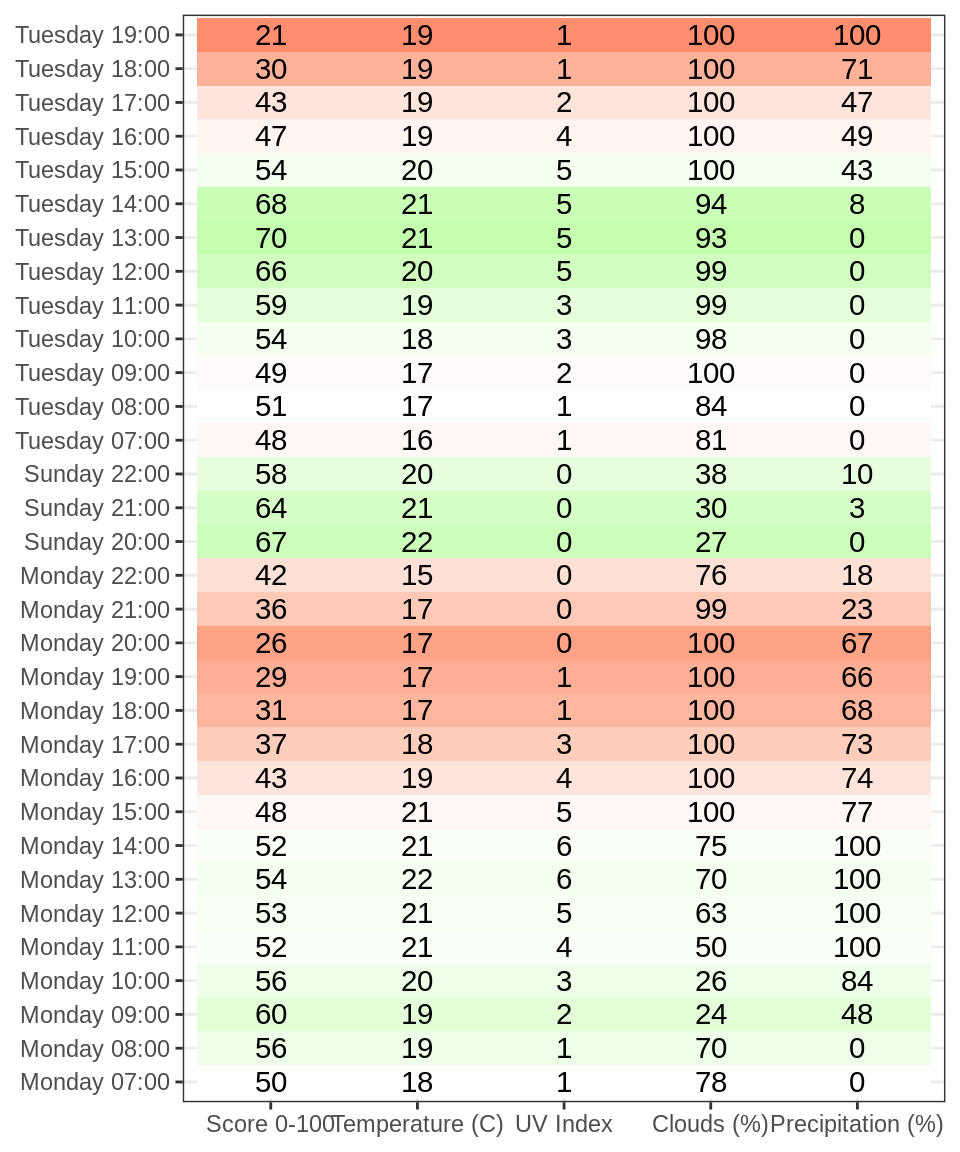 Tuesday 19:00 21 19 1 100 100
Tuesday 18:00 30 19 1 100 71
Tuesday 17:00 43 19 2 100 47
Tuesday 16:00 47 19 4 100 49
Tuesday 15:00 54 20 5 100 43
Tuesday 14:00 68 21 5 94 8
Tuesday 13:00 70 21 5 93 0
Tuesday 12:00 66 20 5 99 0
Tuesday 11:00 59 19 3 99 0
Tuesday 10:00 54 18 3 98 0
Tuesday 09:00 49 17 2 100 0
Tuesday 08:00 51 17 1 84 0
Tuesday 07:00 48 16 1 81 0
Sunday 22:00 58 20 0 38 10
Sunday 21:00 64 21 0 30 3
Sunday 20:00 67 22 0 27 0
Monday 22:00 42 15 0 76 18
Monday 21:00 36 17 0 99 23
Monday 20:00 26 17 0 100 67
Monday 19:00 29 17 1 100 66
Monday 18:00 31 17 1 100 68
Monday 17:00 37 18 3 100 73
Monday 16:00 43 19 4 100 74
Monday 15:00 48 21 5 100 77
Monday 14:00 52 21 6 75 100
Monday 13:00 54 22 6 70 100
Monday 12:00 53 21 5 63 100
Monday 11:00 52 21 4 50 100
Monday 10:00 56 20 3 26 84
Monday 09:00 60 19 2 24 48
Monday 08:00 56 19 1 70 0
Monday 07:00 50 18 1 78 0
Score 0-100 Temperature (C) UV Index Clouds (%) Precipitation (%)